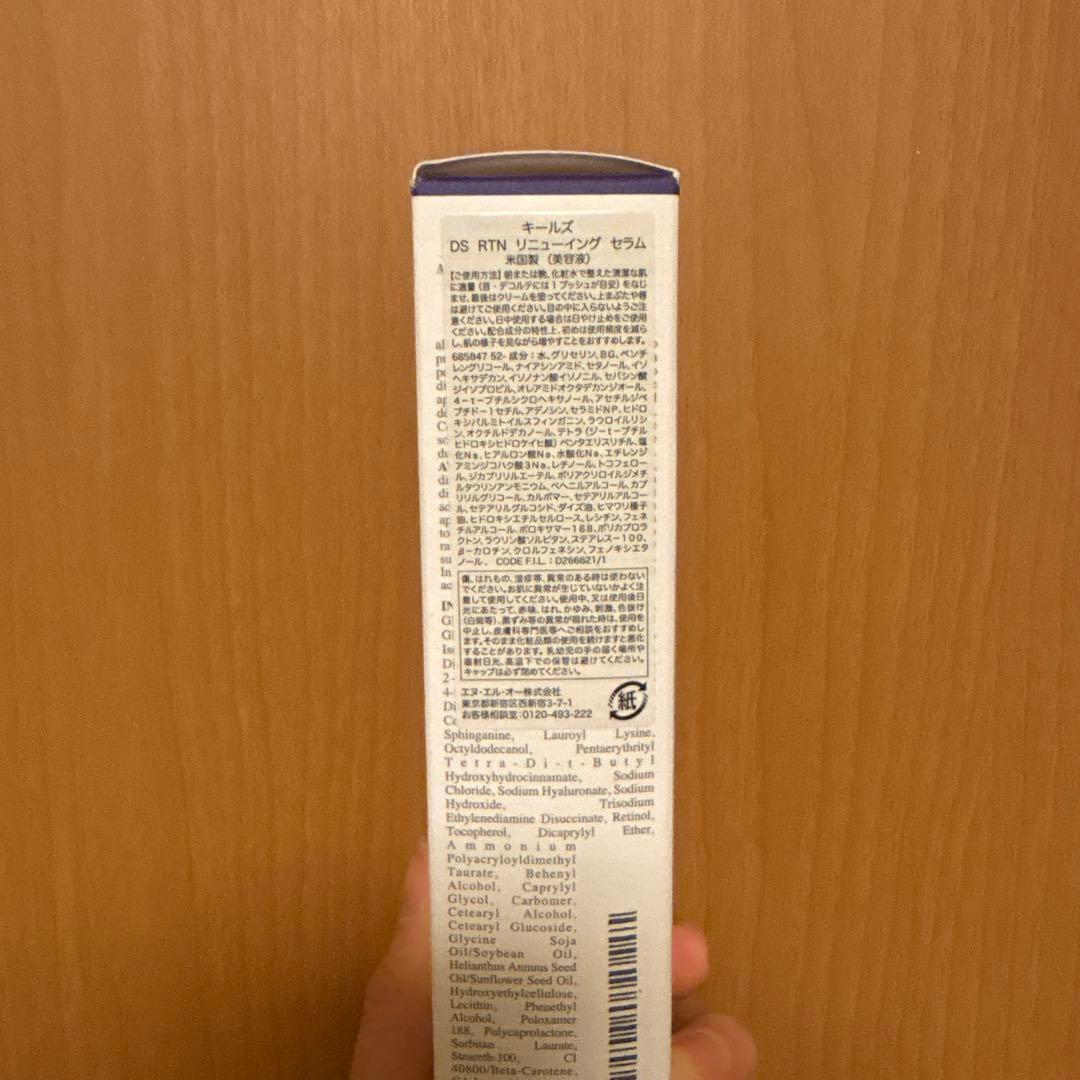 キールズ
DS RTN リニューイング セラム
米国製(美容液)
【ご使用方法】朝または晩、化粧水で整えた清潔な肌
に適量(首・デコルテには1プッシュが目安)をなじ
ませ、最後はクリームを塗ってください。上まぶたや唇
は避けてご使用ください。目の中に入らないようご注
意ください。日中使用する場合は日やけ止めをご使用
ください。配合成分の特性上、初めは使用頻度を減ら
し、肌の様子を見ながら増やすことをおすすめします。
685847 52- 成分:水、グリセリン、BG、ペンチ
レングリコール、ナイアシンアミド、セタノール、イソ
ヘキサデカン、イソノナン酸イソノニル、セバシン酸
ジイソプロピル、オレアミドオクタデカンジオール、
4-t-ブチルシクロヘキサノール、アセチルジペ
プチド-1セチル、アデノシン、セラミドNP、ヒドロ
キシパルミトイルスフィンガニン、ラウロイルリシ
ン、オクチルドデカノール、テトラ(ジ-t-ブチル
ヒドロキシヒドロケイヒ酸)ペンタエリスリチル、塩
化Na、ヒアルロン酸Na、水酸化Na、エチレンジ
アミンジコハク酸3Na、レチノール、トコフェロー
ル、ジカプリリルエーテル、ポリアクリロイルジメチ
ルタウリンアンモニウム、ベヘニルアルコール、カプ
リリルグリコール、カルボマー、セテアリルアルコー
ル、セテアリルグルコシド、ダイズ油、ヒマワリ種子
油、ヒドロキシエチルセルロース、レシチン、フェネ
チルアルコール、ポロキサマー188、ポリカプロラ
クトン、ラウリン酸ソルビタン、ステアレス-100、
β-カロチン、クロルフェネシン、フェノキシエタ
ノール、 CODE F.I.L.:D266621/1
傷、はれもの、湿疹等、異常のある時は使わない
でください。お肌に異常が生じていないかよく注
意して使用してください。使用中、又は使用後日
光にあたって、赤味、はれ、かゆみ、刺激、色抜け
(白斑等)、黒ずみ等の異常が現れた時は、使用を
中止し、皮膚科専門医等へご相談をおすすめし
ます。そのまま化粧品類の使用を続けますと悪化
することがあります。乳幼児の手の届く場所や
直射日光、高温下での保管は避けてください。
キャップは必ず閉めてください。
エヌ・エル・オー株式会社
東京都新宿区西新宿3-7-1
お客様相談室:0120-493-222
紙
Sphinganine, Lauroyl Lysine,
Octyldodecanol, Pentaerythrityl
Tetra-Di-t-Butyl
Hydroxyhydrocinnamate, Sodium
Chloride, Sodium Hyaluronate, Sodium
Hydroxide, Trisodium
Ethylenediamine Disuccinate, Retinol,
Tocopherol, Dicaprylyl Ether,
Ammonium
Polyacryloyldimethyl
Taurate, Behenyl
Alcohol, Caprylyl
Glycol, Carbomer,
Cetearyl Alcohol,
Cetearyl Glucoside,
Glycine Soja
Oil/Soybean Oil,
Helianthus Annuus Seed
Oil/Sunflower Seed Oil,
Hydroxyethylcellulose,
Lecithin, Phenethyl
Alcohol, Poloxamer
188, Polycaprolactone,
Sorbitan Laurate,
Steareth-100, CI
40800/Beta-Carotene,